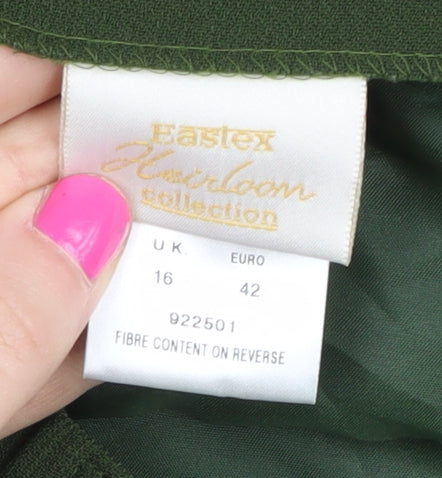 Eastex
Heirloom
collection
U.K. EURO
16 42
922501
FIBRE CONTENT ON REVERSE